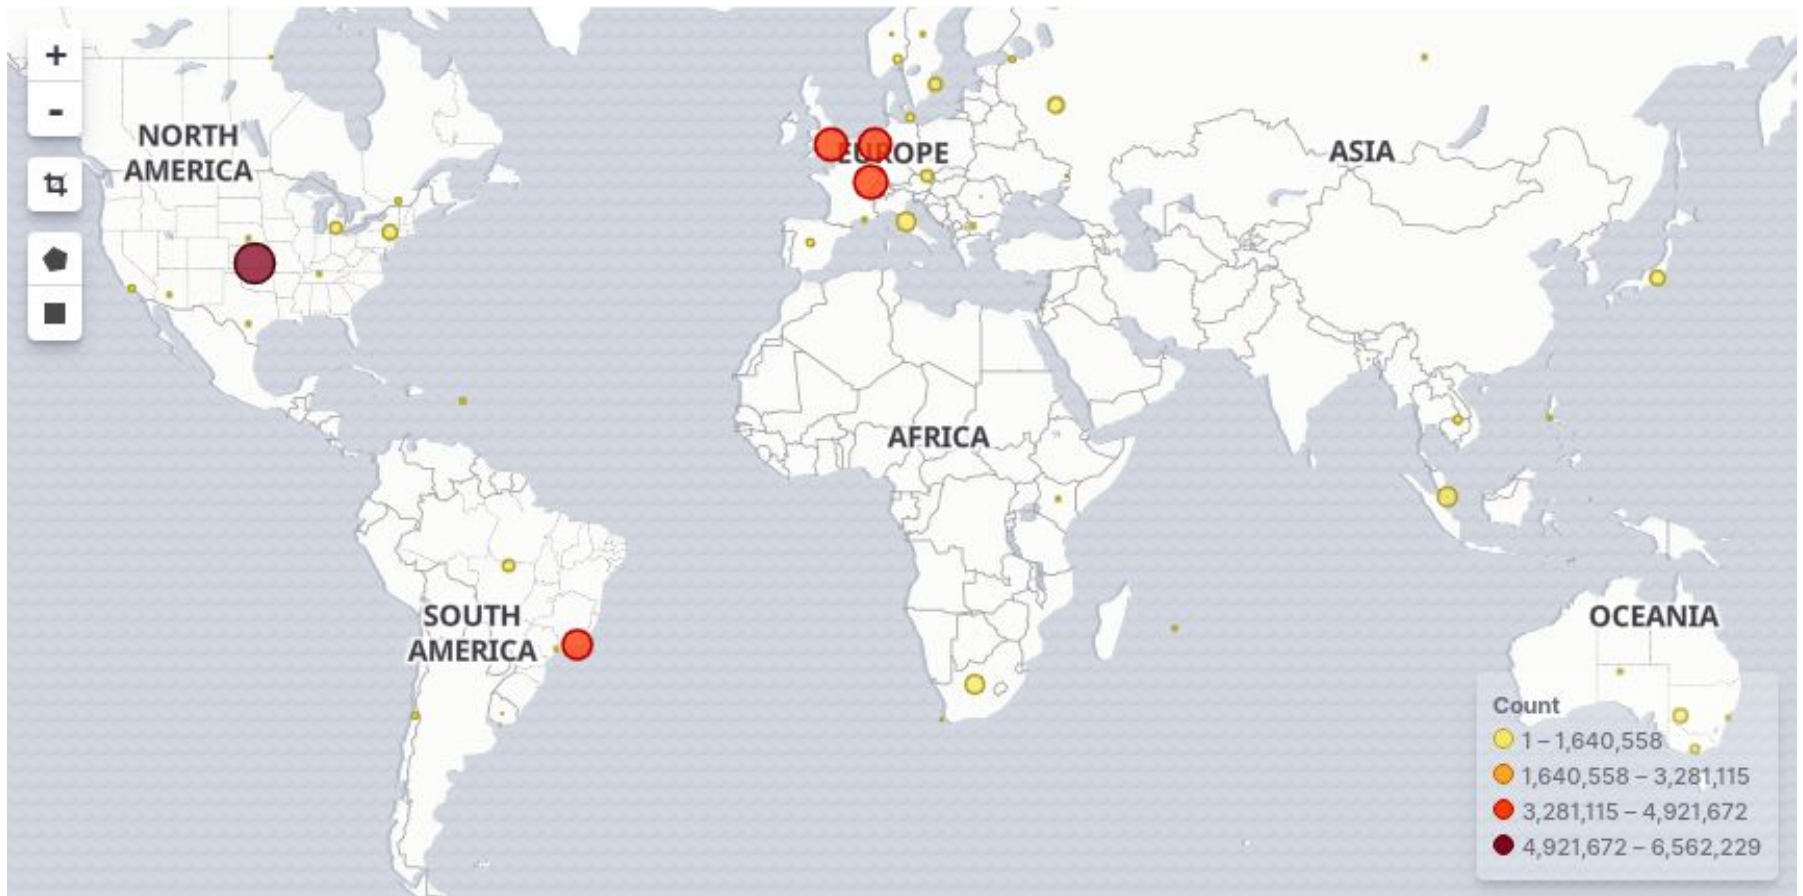 +
-
NORTH
AMERICA
EUROPE
ASIA
AFRICA
SOUTH
AMERICA
OCEANIA
Count
1 – 1,640,558
1,640,558 – 3,281,115
3,281,115 – 4,921,672
4,921,672 – 6,562,229